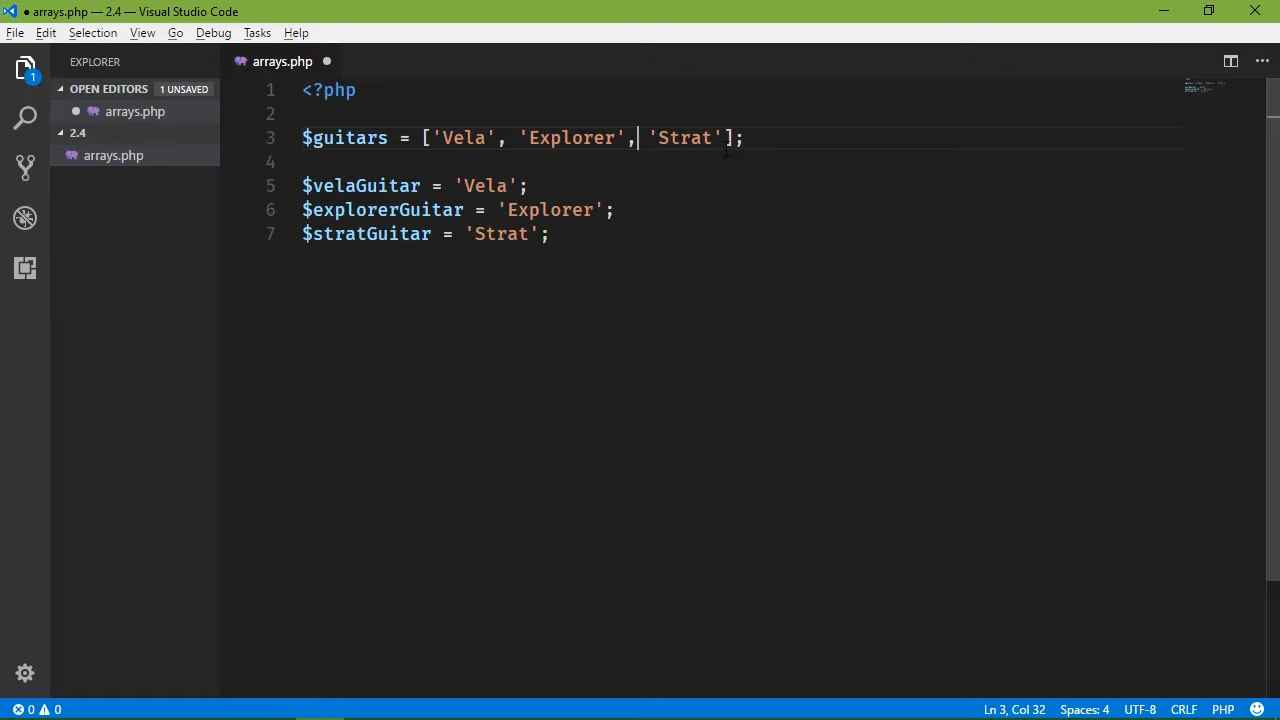 ● arrays.php — 2.4 — Visual Studio Code
File Edit Selection View Go Debug Tasks Help
EXPLORER
OPEN EDITORS 1 UNSAVED
arrays.php
2.4
arrays.php
1
arrays.php
1 <?php
2
3 $guitars = ['Vela', 'Explorer', 'Strat'];
4
5 $velaGuitar = 'Vela';
6 $explorerGuitar = 'Explorer';
7 $stratGuitar = 'Strat';
0 0
Ln 3, Col 32 Spaces: 4 UTF-8 CRLF PHP